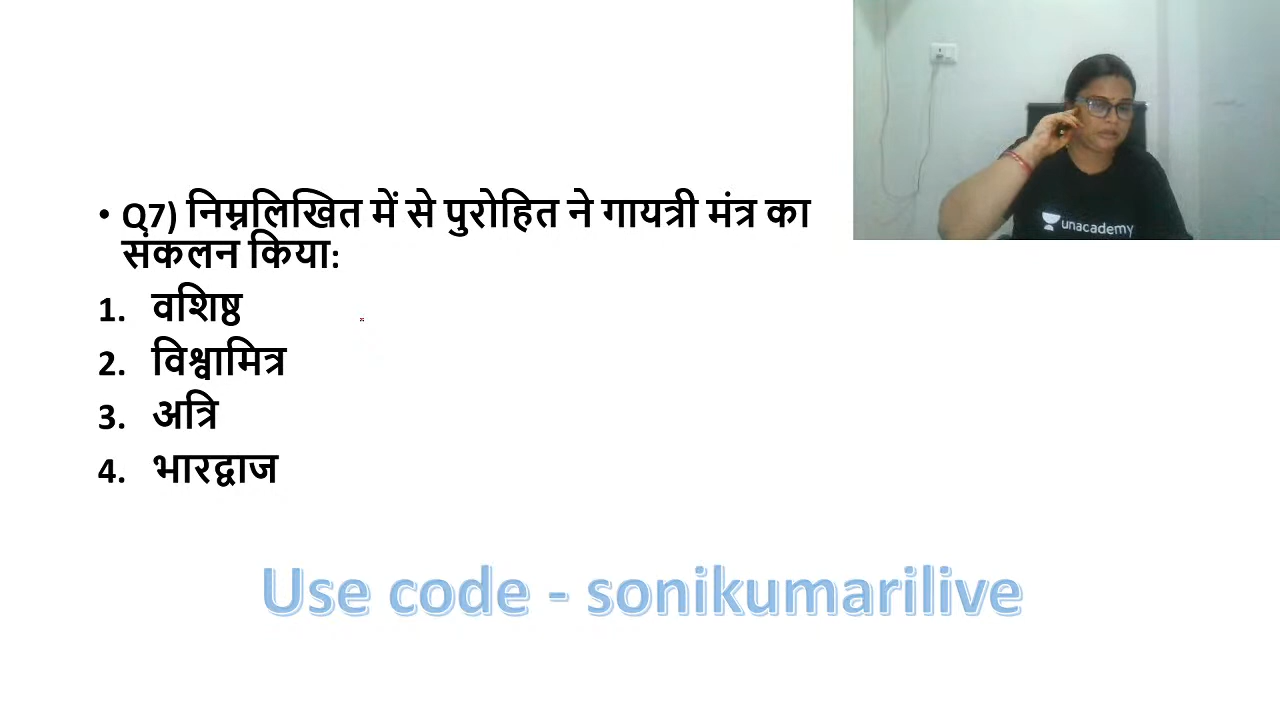 • Q7) निम्नलिखित में से पुरोहित ने गायत्री मंत्र का
संकलन किया:
1. वशिष्ठ
2. विश्वामित्र
3. अत्रि
4. भारद्वाज
unacademy
Use code - sonikumarilive